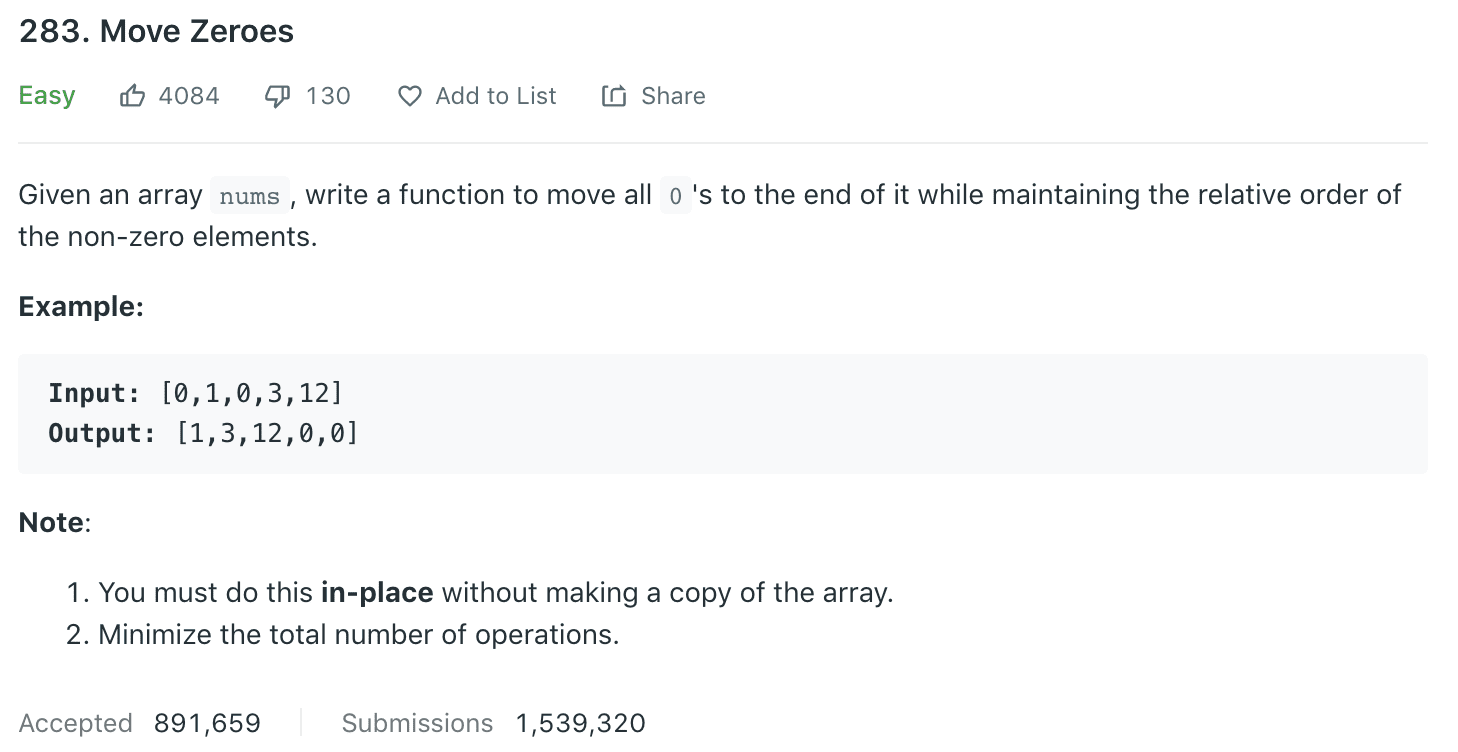 283. Move Zeroes
Easy 4084 130 Add to List Share
Given an array nums, write a function to move all 0's to the end of it while maintaining the relative order of
the non-zero elements.
Example:
Input: [0,1,0,3,12]
Output: [1,3,12,0,0]
Note:
1. You must do this in-place without making a copy of the array.
2. Minimize the total number of operations.
Accepted 891,659 Submissions 1,539,320